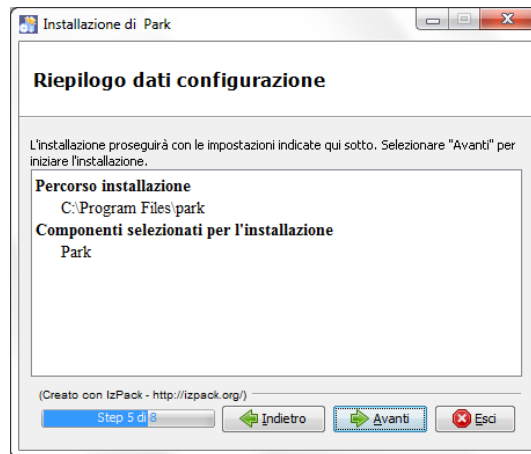 Installazione di Park
Riepilogo dati configurazione
L'installazione proseguirà con le impostazioni indicate qui sotto. Selezionare "Avanti" per
iniziare l'installazione.
Percorso installazione
C:\Program Files\park
Componenti selezionati per l'installazione
Park
(Creato con IzPack - http://izpack.org/)
Step 5 di 8
Indietro
Avanti
Esci